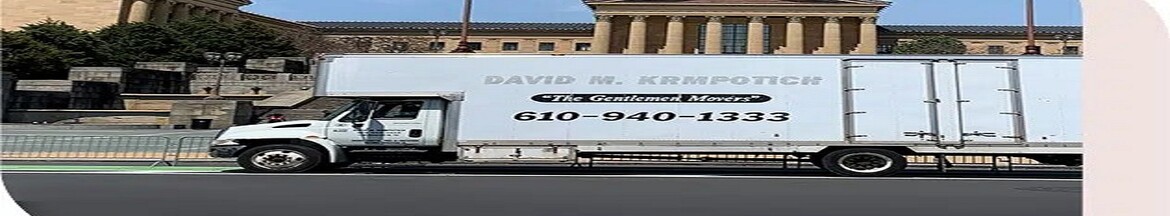 DAVID M. KRMPOTICH
"The Gentlemen Movers"
610-940-1333